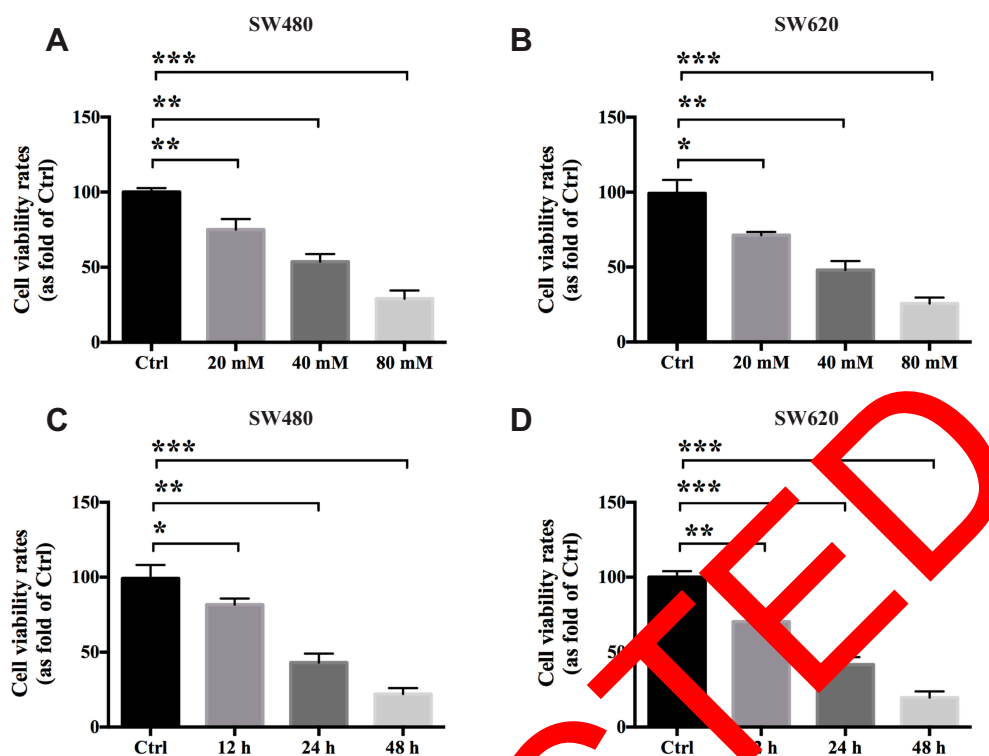 A
SW480
***
**
**
150
100
50
0
Cell viability rates
(as fold of Ctrl)
Ctrl 20 mM 40 mM 80 mM
B
SW620
***
**
*
150
100
50
0
Cell viability rates
(as fold of Ctrl)
Ctrl 20 mM 40 mM 80 mM
C
SW480
***
**
*
150
100
50
0
Cell viability rates
(as fold of Ctrl)
Ctrl 12 h 24 h 48 h
D
SW620
***
***
**
150
100
50
0
Cell viability rates
(as fold of Ctrl)
Ctrl 24 h 48 h
CTED